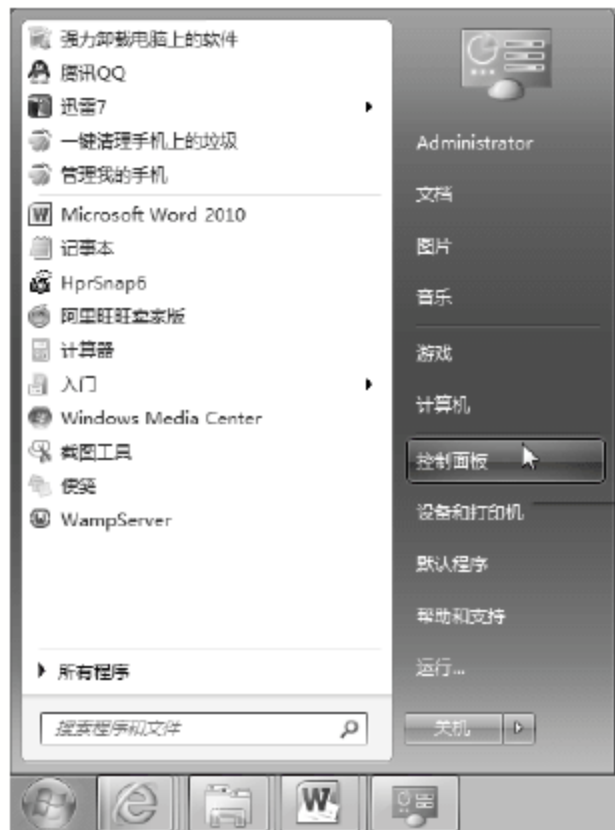 强力卸载电脑上的软件
腾讯QQ
迅雷7
一键清理手机上的垃圾
管理我的手机
Microsoft Word 2010
记事本
HprSnap6
阿里旺旺卖家版
计算器
入门
Windows Media Center
截图工具
便笺
WampServer
所有程序
搜索程序和文件
Administrator
文档
图片
音乐
游戏
计算机
控制面板
设备和打印机
默认程序
帮助和支持
运行...
关机